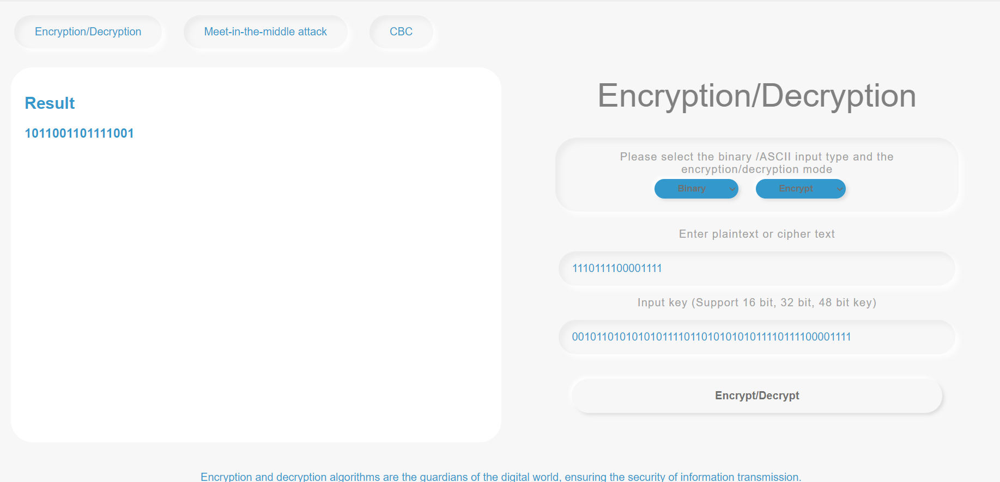 Encryption/Decryption
Meet-in-the-middle attack
CBC
Result
1011001101111001
Encryption/Decryption
Please select the binary /ASCII input type and the
encryption/decryption mode
Binary
Encrypt
Enter plaintext or cipher text
1110111100001111
Input key (Support 16 bit, 32 bit, 48 bit key)
001011010101010111101101010101011110111100001111
Encrypt/Decrypt
Encryption and decryption algorithms are the guardians of the digital world, ensuring the security of information transmission.